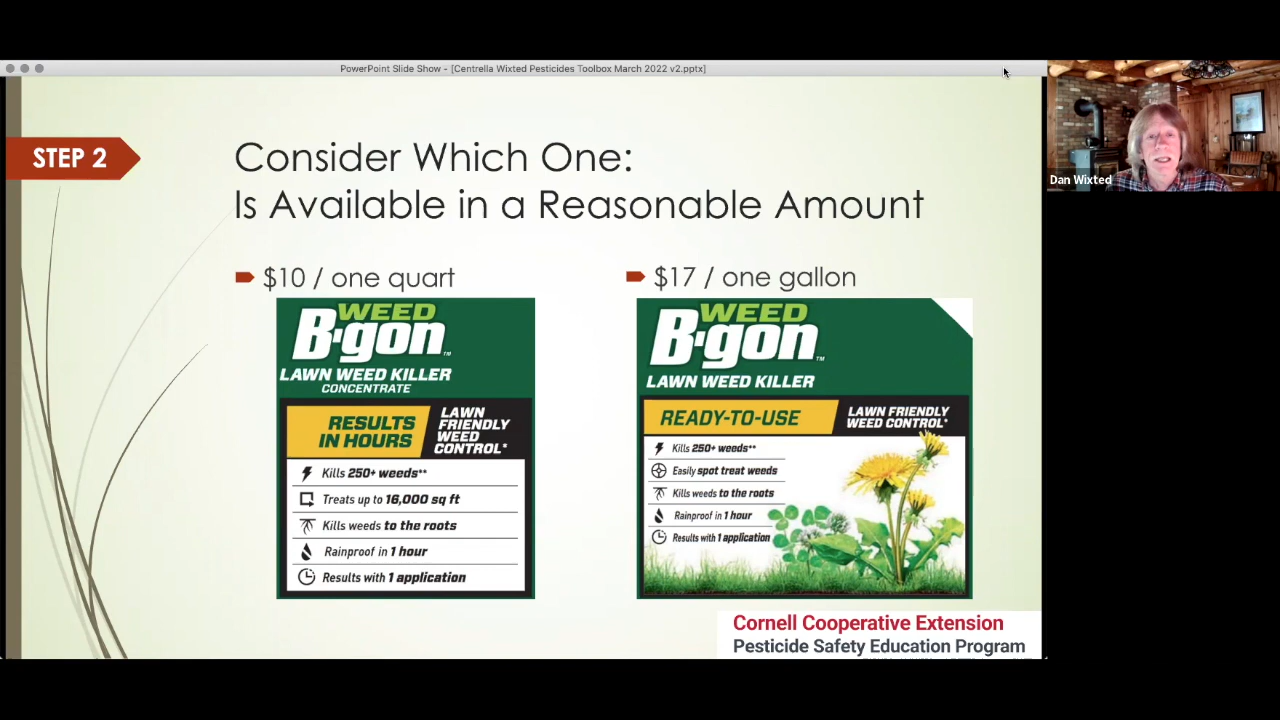 PowerPoint Slide Show - [Centrella Wixted Pesticides Toolbox March 2022 v2.pptx]
STEP 2
Consider Which One:
Is Available in a Reasonable Amount
$10 / one quart
WEED
B·gon™
LAWN WEED KILLER
CONCENTRATE
RESULTS
IN HOURS
LAWN
FRIENDLY
WEED
CONTROL*
Kills 250+ weeds**
Treats up to 16,000 sq ft
Kills weeds to the roots
Rainproof in 1 hour
Results with 1 application
$17 / one gallon
WEED
B·gon™
LAWN WEED KILLER
READY-TO-USE
LAWN FRIENDLY
WEED CONTROL*
Kills 250+ weeds**
Easily spot treat weeds
Kills weeds to the roots
Rainproof in 1 hour
Results with 1 application
Cornell Cooperative Extension
Pesticide Safety Education Program
Dan Wixted